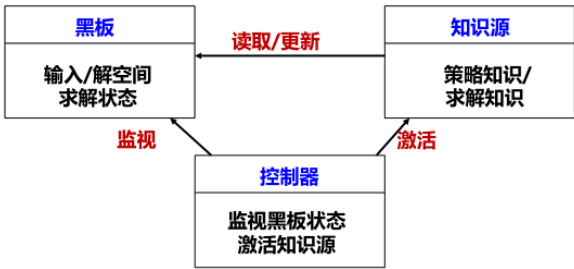 黑板
输入/解空间
求解状态
读取/更新
知识源
策略知识/
求解知识
监视
激活
控制器
监视黑板状态
激活知识源